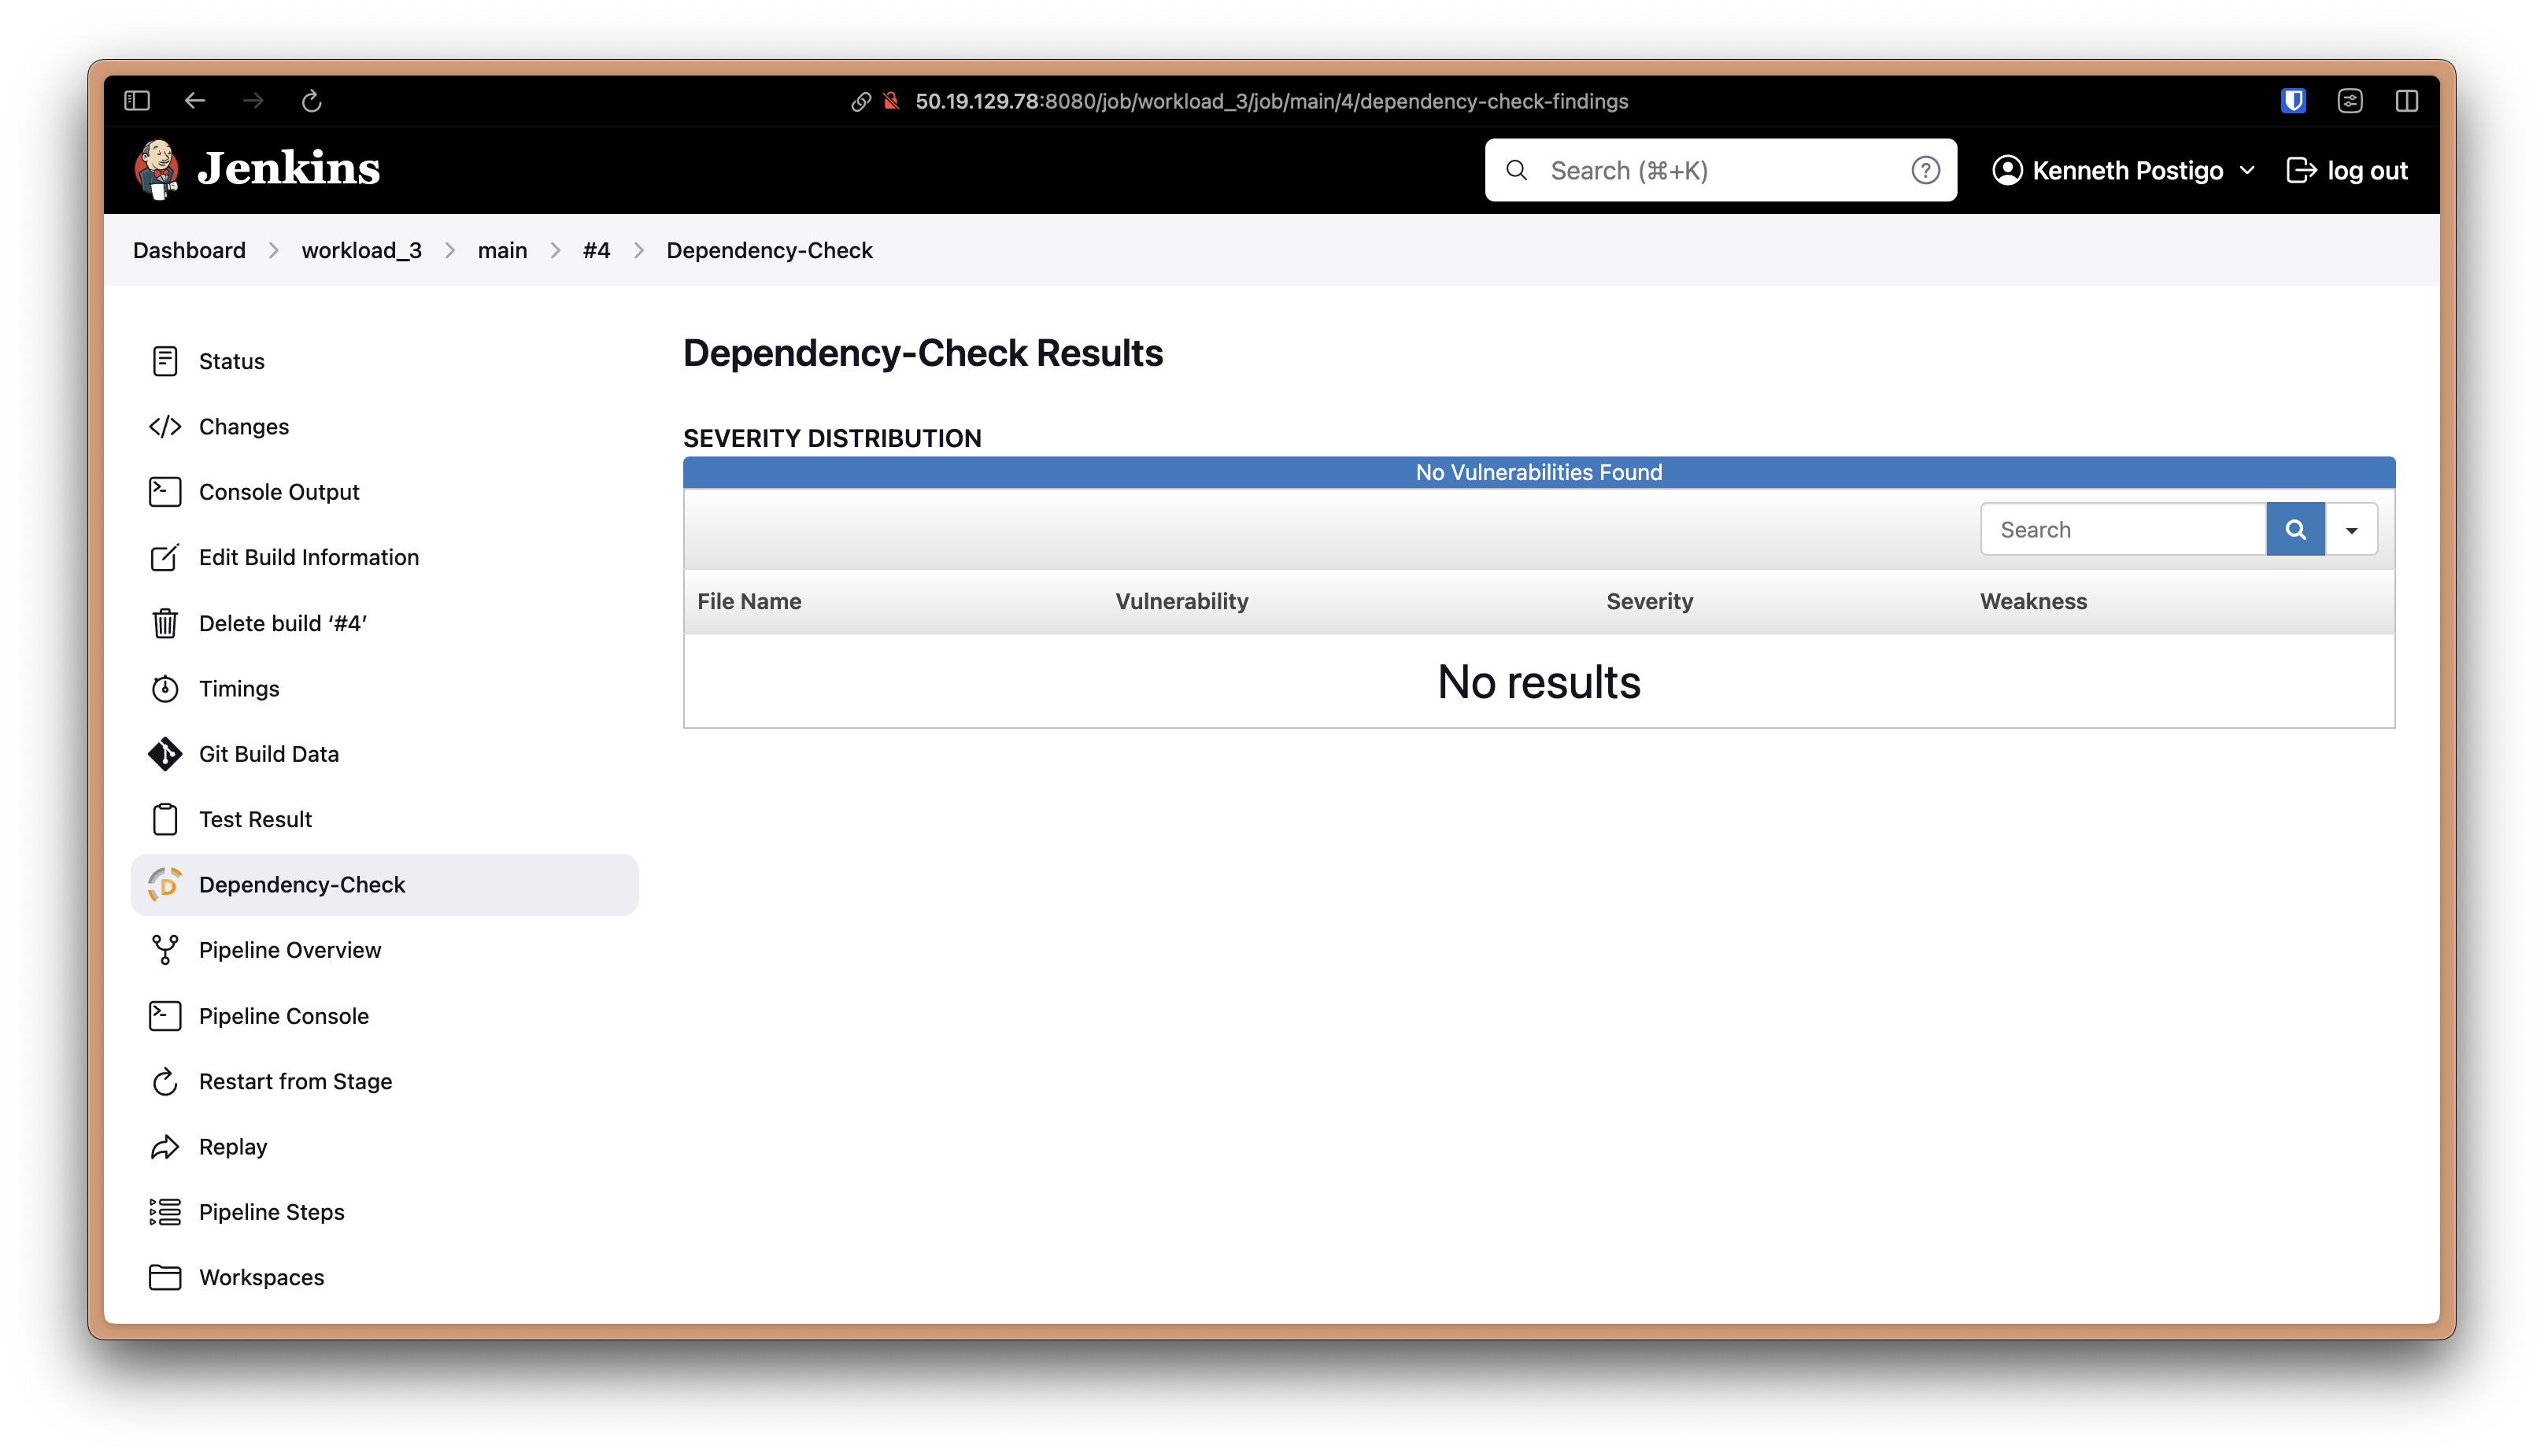 50.19.129.78:8080/job/workload_3/job/main/4/dependency-check-findings
Jenkins
Search (⌘+K)
?
Kenneth Postigo
log out
Dashboard > workload_3 > main > #4 > Dependency-Check
Status
Changes
Console Output
Edit Build Information
Delete build ‘#4’
Timings
Git Build Data
Test Result
Dependency-Check
Pipeline Overview
Pipeline Console
Restart from Stage
Replay
Pipeline Steps
Workspaces
Dependency-Check Results
SEVERITY DISTRIBUTION
No Vulnerabilities Found
Search
File Name Vulnerability Severity Weakness
No results